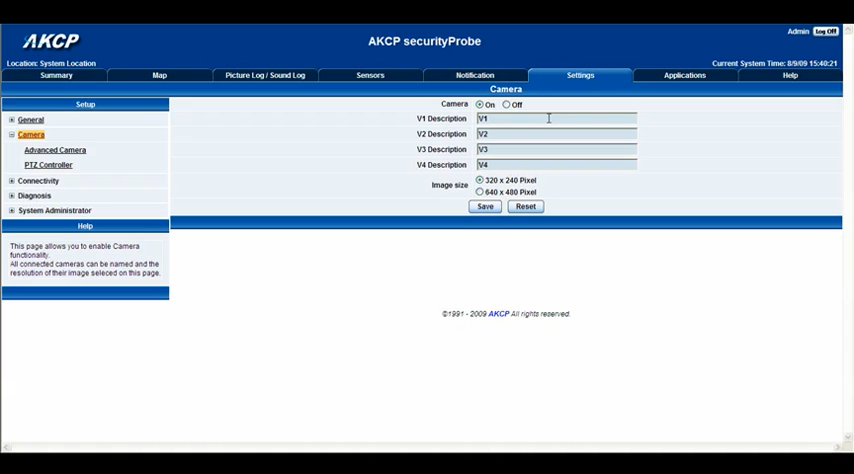 Admin Log Off
AKCP
AKCP securityProbe
Location: System Location
Current System Time: 8/9/09 15:40:21
Summary Map Picture Log / Sound Log Sensors Notification Settings Applications Help
Setup
Camera
General
Camera
Advanced Camera
PTZ Controller
Connectivity
Diagnosis
System Administrator
Help
This page allows you to enable Camera
functionality.
All connected cameras can be named and the
resolution of their image seleced on this page.
Camera On Off
V1 Description V1
V2 Description V2
V3 Description V3
V4 Description V4
Image size 320 x 240 Pixel
640 x 480 Pixel
Save Reset
©1991 - 2009 AKCP All rights reserved.